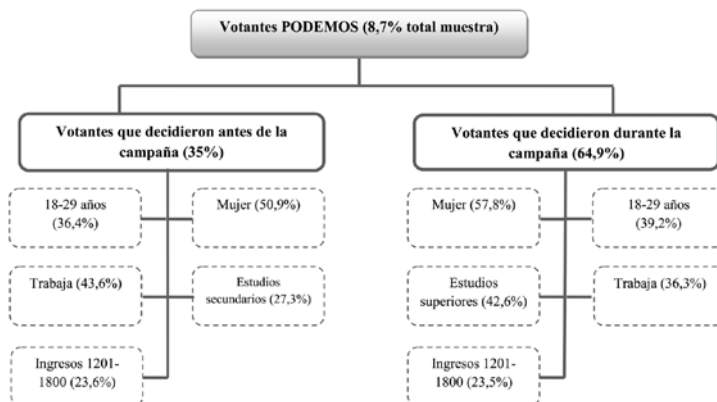 Votantes PODEMOS (8,7% total muestra)
Votantes que decidieron antes de la
campaña (35%)
18-29 años
(36,4%)
Mujer (50,9%)
Trabaja (43,6%)
Estudios
secundarios (27,3%)
Ingresos 1201-
1800 (23,6%)
Votantes que decidieron durante la
campaña (64,9%)
Mujer (57,8%)
18-29 años
(39,2%)
Estudios
superiores (42,6%)
Trabaja (36,3%)
Ingresos 1201-
1800 (23,5%)